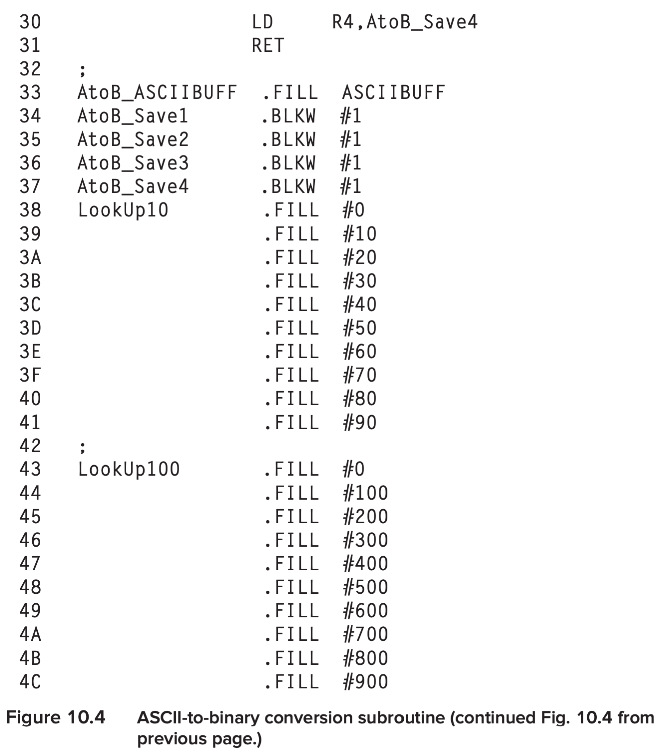 30 LD R4,AtoB_Save4
31 RET
32 ;
33 AtoB_ASCIIBUFF .FILL ASCIIBUFF
34 AtoB_Save1 .BLKW #1
35 AtoB_Save2 .BLKW #1
36 AtoB_Save3 .BLKW #1
37 AtoB_Save4 .BLKW #1
38 LookUp10 .FILL #0
39 .FILL #10
3A .FILL #20
3B .FILL #30
3C .FILL #40
3D .FILL #50
3E .FILL #60
3F .FILL #70
40 .FILL #80
41 .FILL #90
42 ;
43 LookUp100 .FILL #0
44 .FILL #100
45 .FILL #200
46 .FILL #300
47 .FILL #400
48 .FILL #500
49 .FILL #600
4A .FILL #700
4B .FILL #800
4C .FILL #900
Figure 10.4 ASCII-to-binary conversion subroutine (continued Fig. 10.4 from
previous page.)